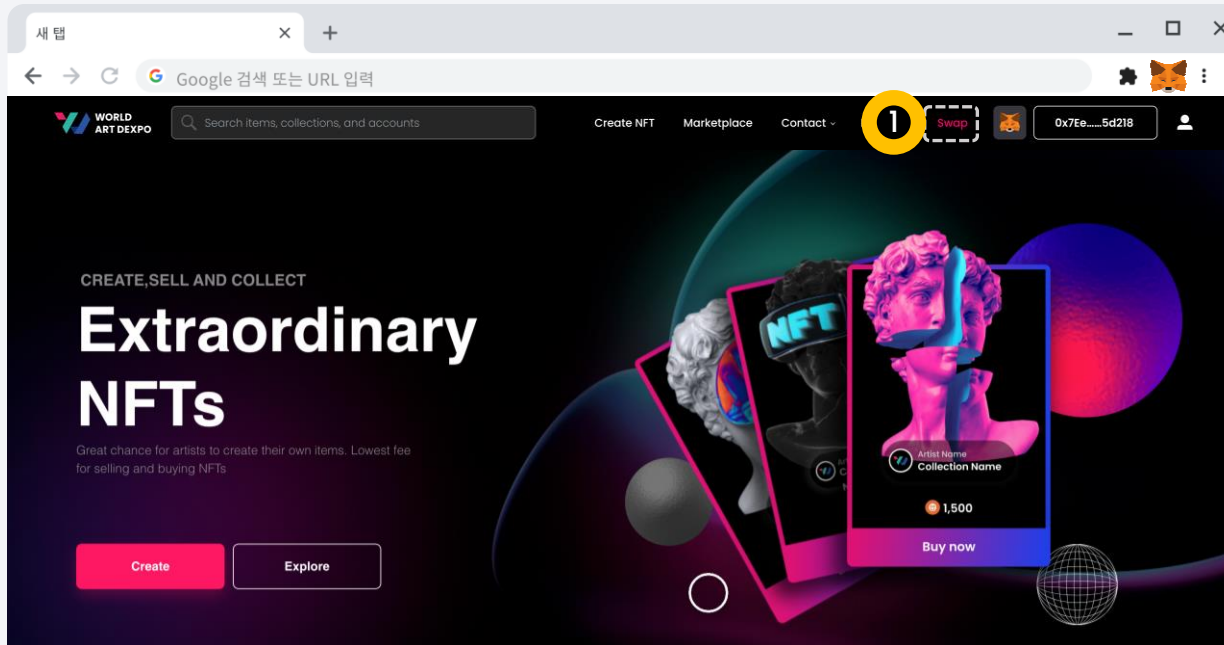 새 탭
Google 검색 또는 URL 입력
WORLD
ART DEXPO
Search items, collections, and accounts
Create NFT
Marketplace
Contact
1
Swap
0x7Ee......5d218
CREATE,SELL AND COLLECT
Extraordinary
NFTs
Great chance for artists to create their own items. Lowest fee
for selling and buying NFTs
Create
Explore
NFT
Artist Name
Collection Name
1,500
Buy now